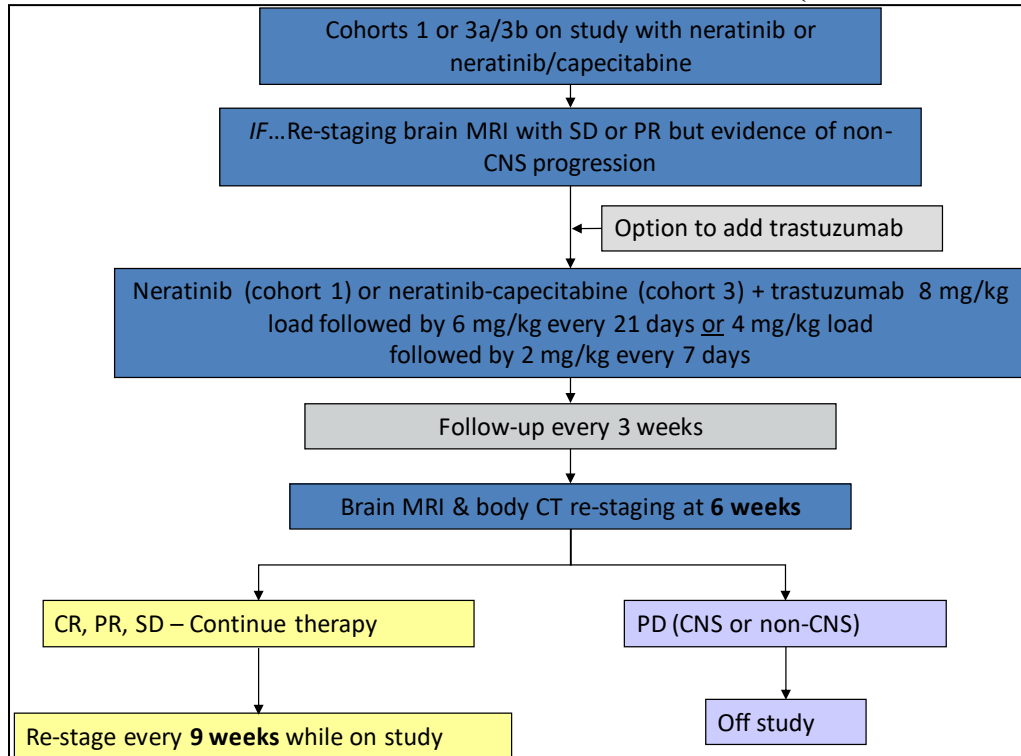 Cohorts 1 or 3a/3b on study with neratinib or
neratinib/capecitabine
IF...Re-staging brain MRI with SD or PR but evidence of non-
CNS progression
Option to add trastuzumab
Neratinib (cohort 1) or neratinib-capecitabine (cohort 3) + trastuzumab 8 mg/kg
load followed by 6 mg/kg every 21 days or 4 mg/kg load
followed by 2 mg/kg every 7 days
Follow-up every 3 weeks
Brain MRI & body CT re-staging at 6 weeks
CR, PR, SD – Continue therapy
PD (CNS or non-CNS)
Re-stage every 9 weeks while on study
Off study